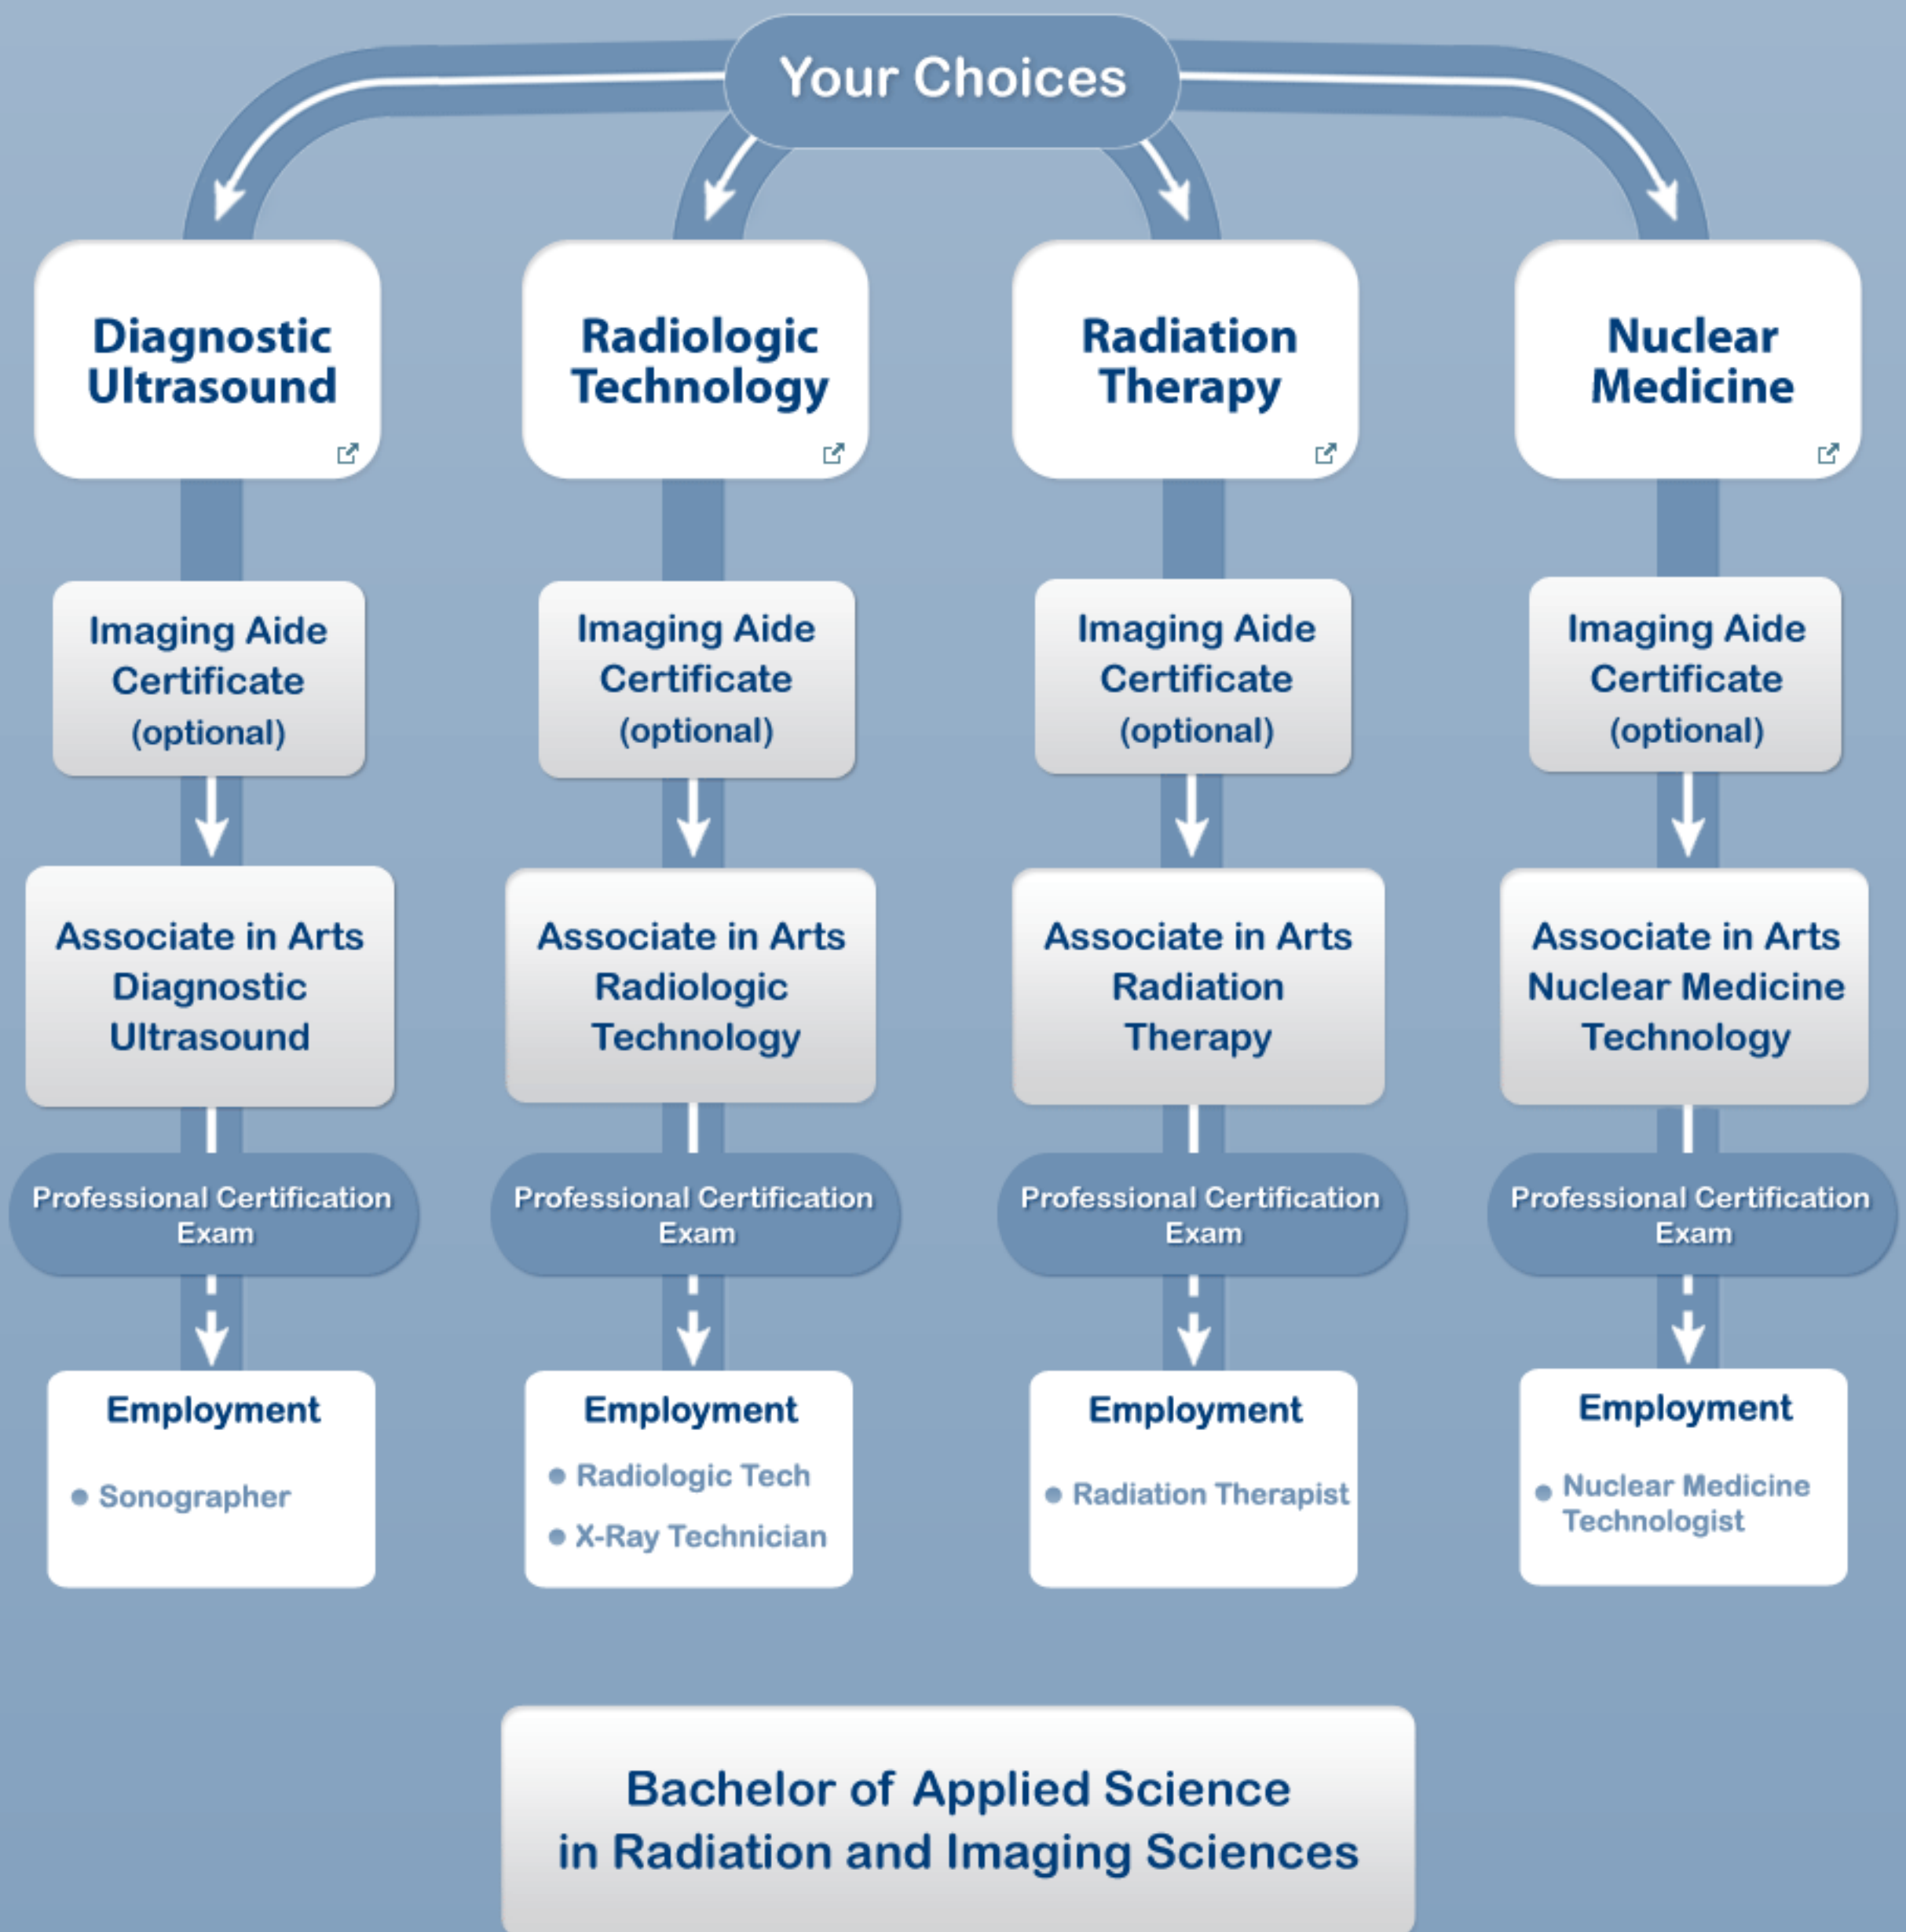 Your Choices
Diagnostic
Ultrasound
Radiologic
Technology
Radiation
Therapy
Nuclear
Medicine
Imaging Aide
Certificate
(optional)
Imaging Aide
Certificate
(optional)
Imaging Aide
Certificate
(optional)
Imaging Aide
Certificate
(optional)
Associate in Arts
Diagnostic
Ultrasound
Associate in Arts
Radiologic
Technology
Associate in Arts
Radiation
Therapy
Associate in Arts
Nuclear Medicine
Technology
Professional Certification
Exam
Professional Certification
Exam
Professional Certification
Exam
Professional Certification
Exam
Employment
• Sonographer
Employment
• Radiologic Tech
• X-Ray Technician
Employment
• Radiation Therapist
Employment
• Nuclear Medicine
Technologist
Bachelor of Applied Science
in Radiation and Imaging Sciences